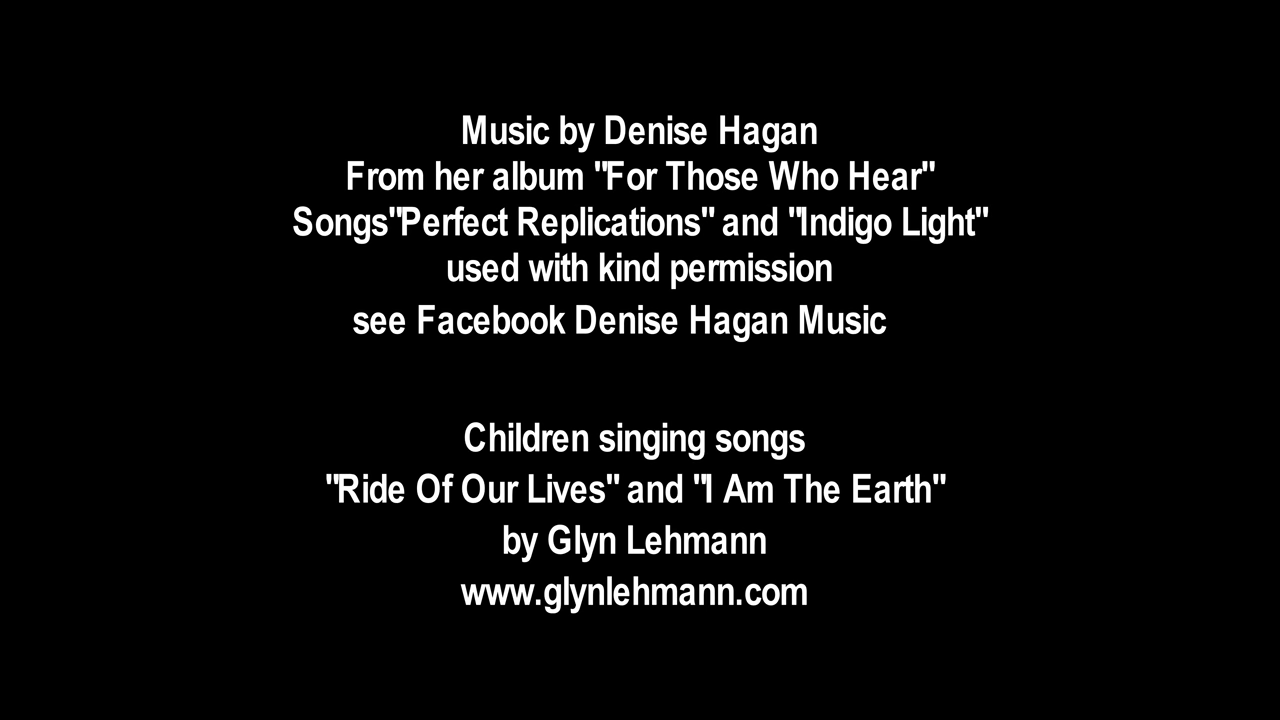 Music by Denise Hagan
From her album "For Those Who Hear"
Songs"Perfect Replications" and "Indigo Light"
used with kind permission
see Facebook Denise Hagan Music
Children singing songs
"Ride Of Our Lives" and "I Am The Earth"
by Glyn Lehmann
www.glynlehmann.com